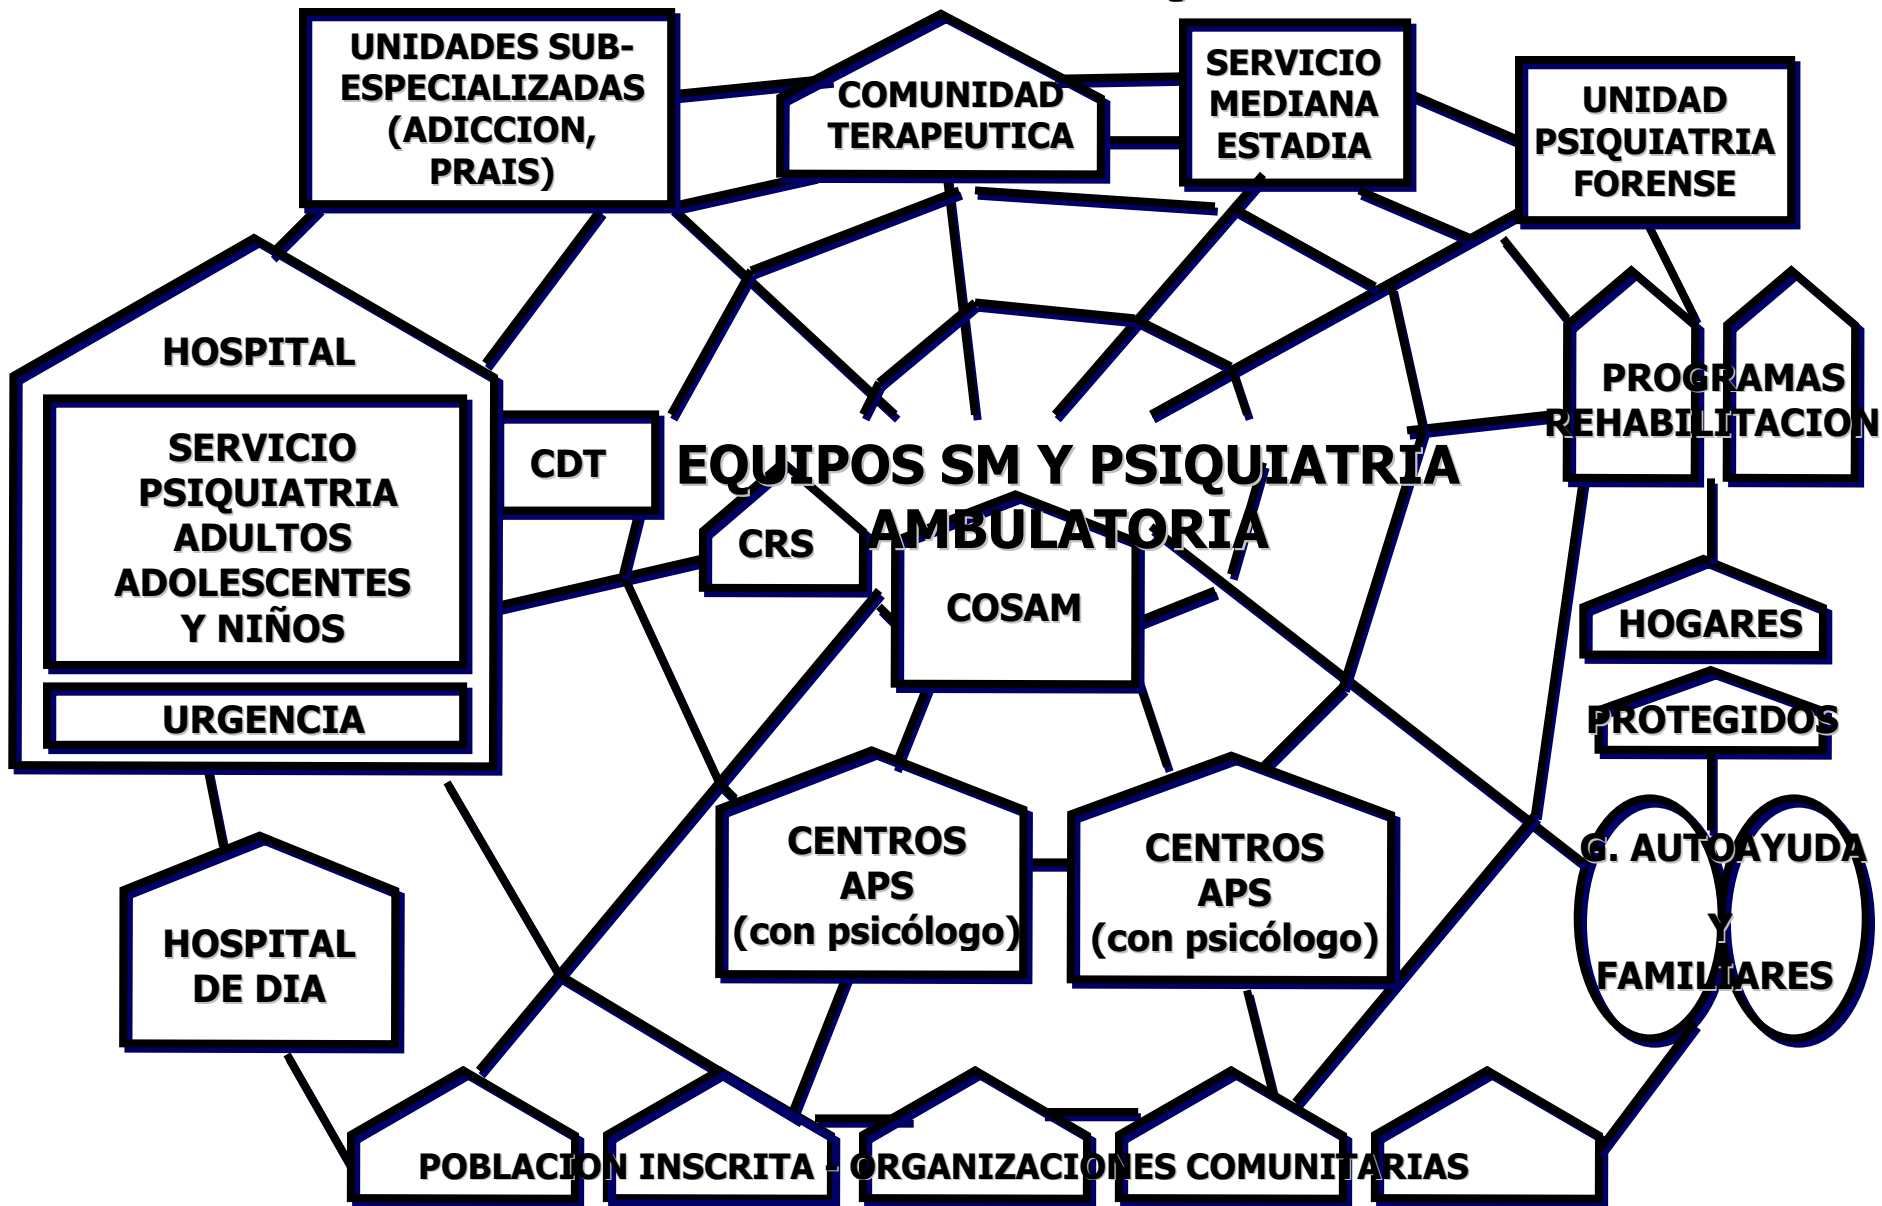 UNIDADES SUB-
ESPECIALIZADAS
(ADICCION,
PRAIS)
COMUNIDAD
TERAPEUTICA
SERVICIO
MEDIANA
ESTADIA
UNIDAD
PSIQUIATRIA
FORENSE
HOSPITAL
SERVICIO
PSIQUIATRIA
ADULTOS
ADOLESCENTES
Y NIÑOS
URGENCIA
CDT
EQUIPOS SM Y PSIQUIATRIA
AMBULATORIA
CRS
COSAM
PROGRAMAS
REHABILITACION
HOGARES
PROTEGIDOS
G. AUTOAYUDA
Y
FAMILIARES
CENTROS
APS
(con psicólogo)
CENTROS
APS
(con psicólogo)
HOSPITAL
DE DIA
POBLACION INSCRITA - ORGANIZACIONES COMUNITARIAS